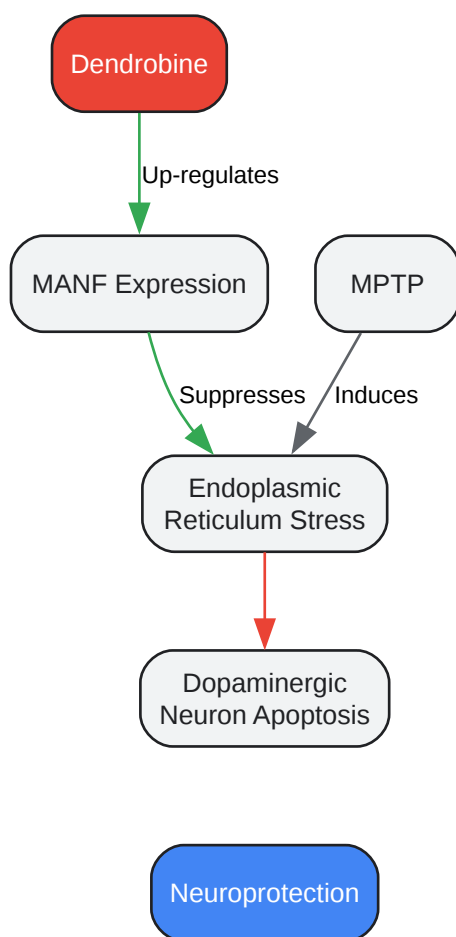 Dendrobine
Up-regulates
MANF Expression
MPTP
Suppresses
Induces
Endoplasmic
Reticulum Stress
Dopaminergic
Neuron Apoptosis
Neuroprotection